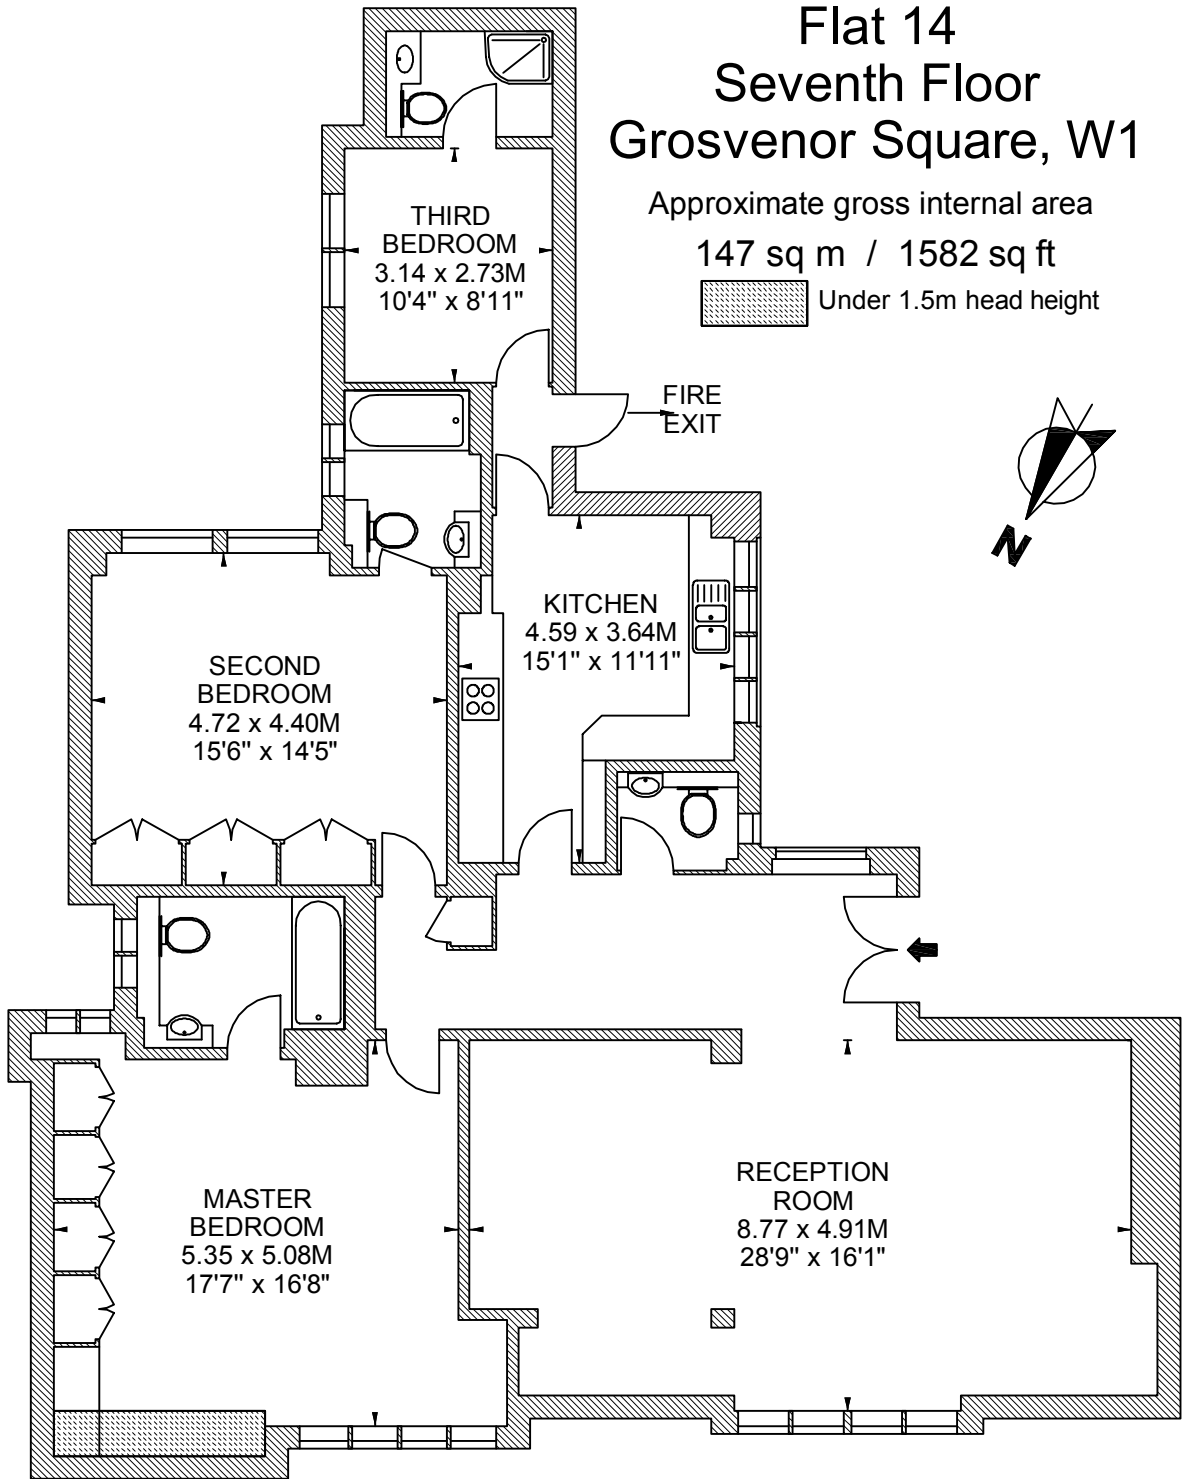 Flat 14
Seventh Floor
Grosvenor Square, W1
Approximate gross internal area
147 sq m / 1582 sq ft
Under 1.5m head height
THIRD
BEDROOM
3.14 x 2.73M
10'4" x 8'11"
FIRE
EXIT
N
KITCHEN
4.59 x 3.64M
15'1" x 11'11"
SECOND
BEDROOM
4.72 x 4.40M
15'6" x 14'5"
RECEPTION
ROOM
8.77 x 4.91M
28'9" x 16'1"
MASTER
BEDROOM
5.35 x 5.08M
17'7" x 16'8"